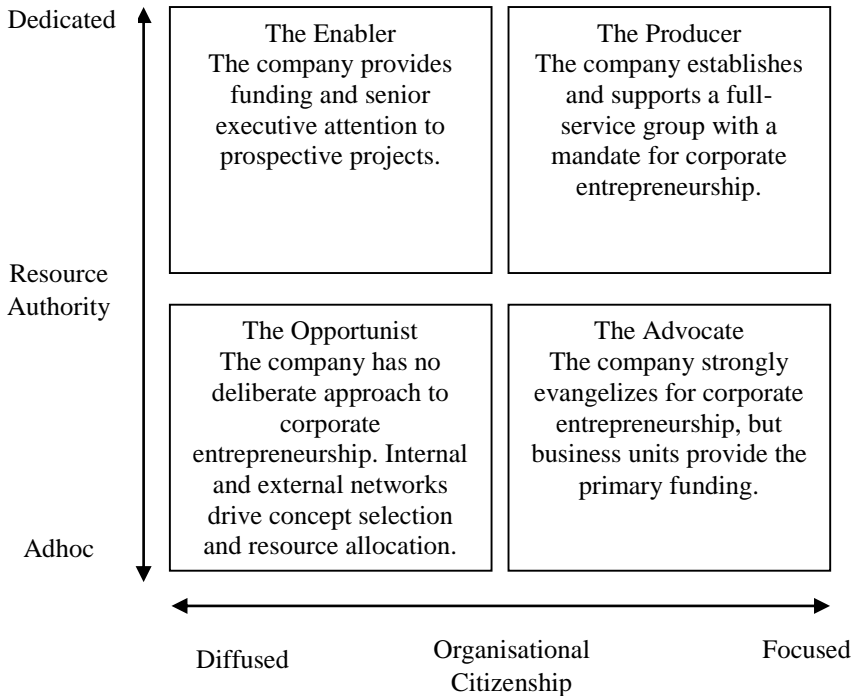 Dedicated
The Enabler
The company provides
funding and senior
executive attention to
prospective projects.
The Producer
The company establishes
and supports a full-
service group with a
mandate for corporate
entrepreneurship.
Resource
Authority
The Opportunist
The company has no
deliberate approach to
corporate
entrepreneurship. Internal
and external networks
drive concept selection
and resource allocation.
The Advocate
The company strongly
evangelizes for corporate
entrepreneurship, but
business units provide the
primary funding.
Adhoc
Diffused
Organisational
Citizenship
Focused